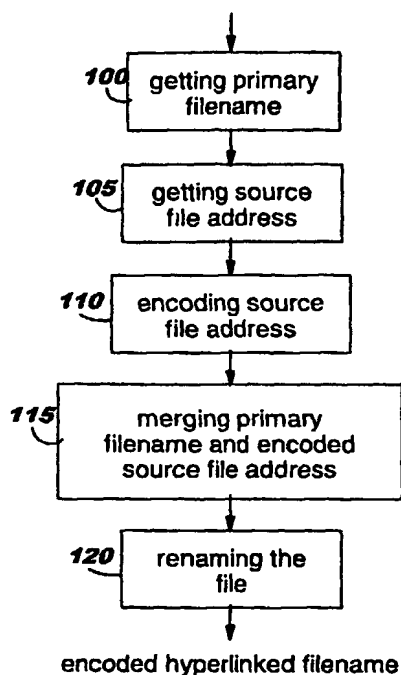 100
getting primary
filename
105
getting source
file address
110
encoding source
file address
115
merging primary
filename and encoded
source file address
120
renaming the
file
encoded hyperlinked filename